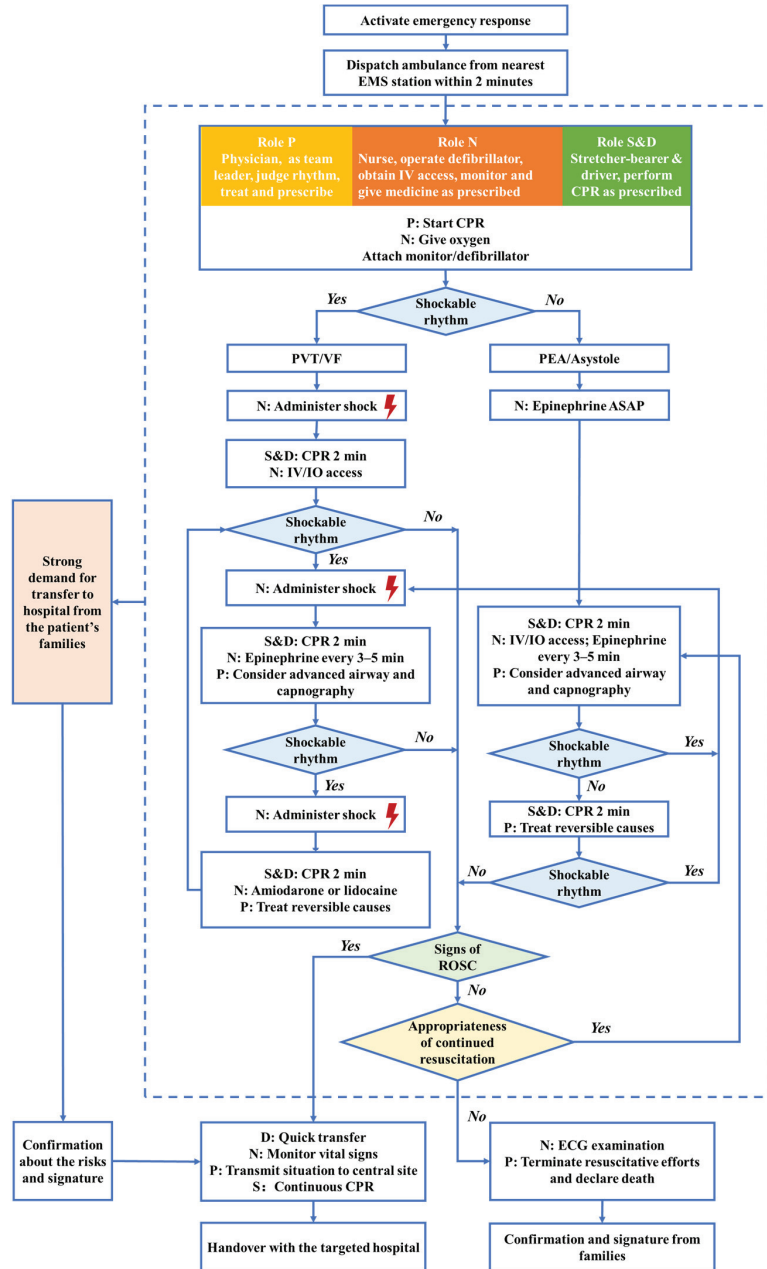 Activate emergency response
Dispatch ambulance from nearest
EMS station within 2 minutes
Role P
Physician, as team
leader, judge rhythm,
treat and prescribe
Role N
Nurse, operate defibrillator,
obtain IV access, monitor and
give medicine as prescribed
Role S&D
Stretcher-bearer &
driver, perform
CPR as prescribed
P: Start CPR
N: Give oxygen
Attach monitor/defibrillator
Yes
Shockable
rhythm
No
PVT/VF
PEA/Asystole
N: Administer shock
N: Epinephrine ASAP
S&D: CPR 2 min
N: IV/IO access
Shockable
rhythm
No
Yes
N: Administer shock
Strong
demand for
transfer to
hospital from
the patient's
families
S&D: CPR 2 min
N: Epinephrine every 3–5 min
P: Consider advanced airway
and capnography
S&D: CPR 2 min
N: IV/IO access; Epinephrine
every 3–5 min
P: Consider advanced airway
and capnography
Shockable
rhythm
No
Yes
Shockable
rhythm
Yes
No
N: Administer shock
S&D: CPR 2 min
P: Treat reversible causes
S&D: CPR 2 min
N: Amiodarone or lidocaine
P: Treat reversible causes
No
Shockable
rhythm
Yes
Yes
Signs of
ROSC
No
Appropriateness
of continued
resuscitation
Yes
No
Confirmation
about the risks
and signature
D: Quick transfer
N: Monitor vital signs
P: Transmit situation to central site
S：Continuous CPR
N: ECG examination
P: Terminate resuscitative efforts
and declare death
Handover with the targeted hospital
Confirmation and signature from
families